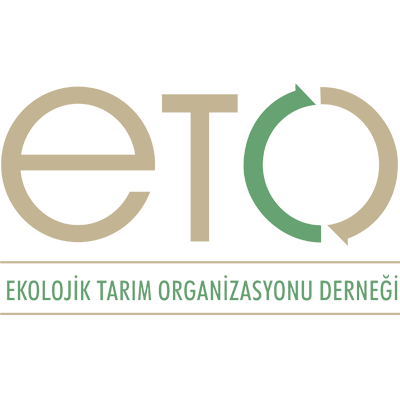 eTO
EKOLOJİK TARIM ORGANİZASYONU DERNEĞİ